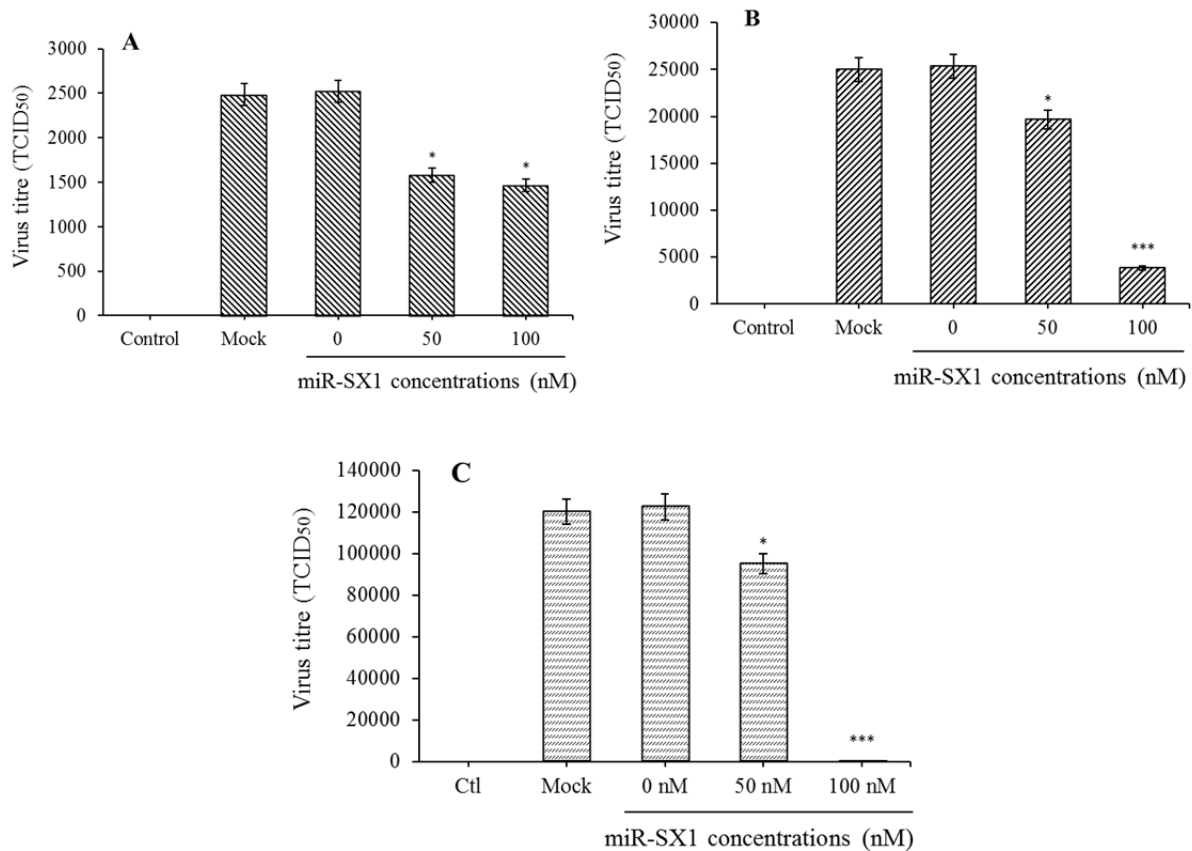 A
Virus titre (TCID50)
3000
2500
2000
1500
1000
500
0
*
*
Control Mock 0 50 100
miR-SX1 concentrations (nM)
B
Virus titre (TCID50)
30000
25000
20000
15000
10000
5000
0
*
***
Control Mock 0 50 100
miR-SX1 concentrations (nM)
C
Virus titre (TCID50)
140000
120000
100000
80000
60000
40000
20000
0
*
***
Ctl Mock 0 nM 50 nM 100 nM
miR-SX1 concentrations (nM)